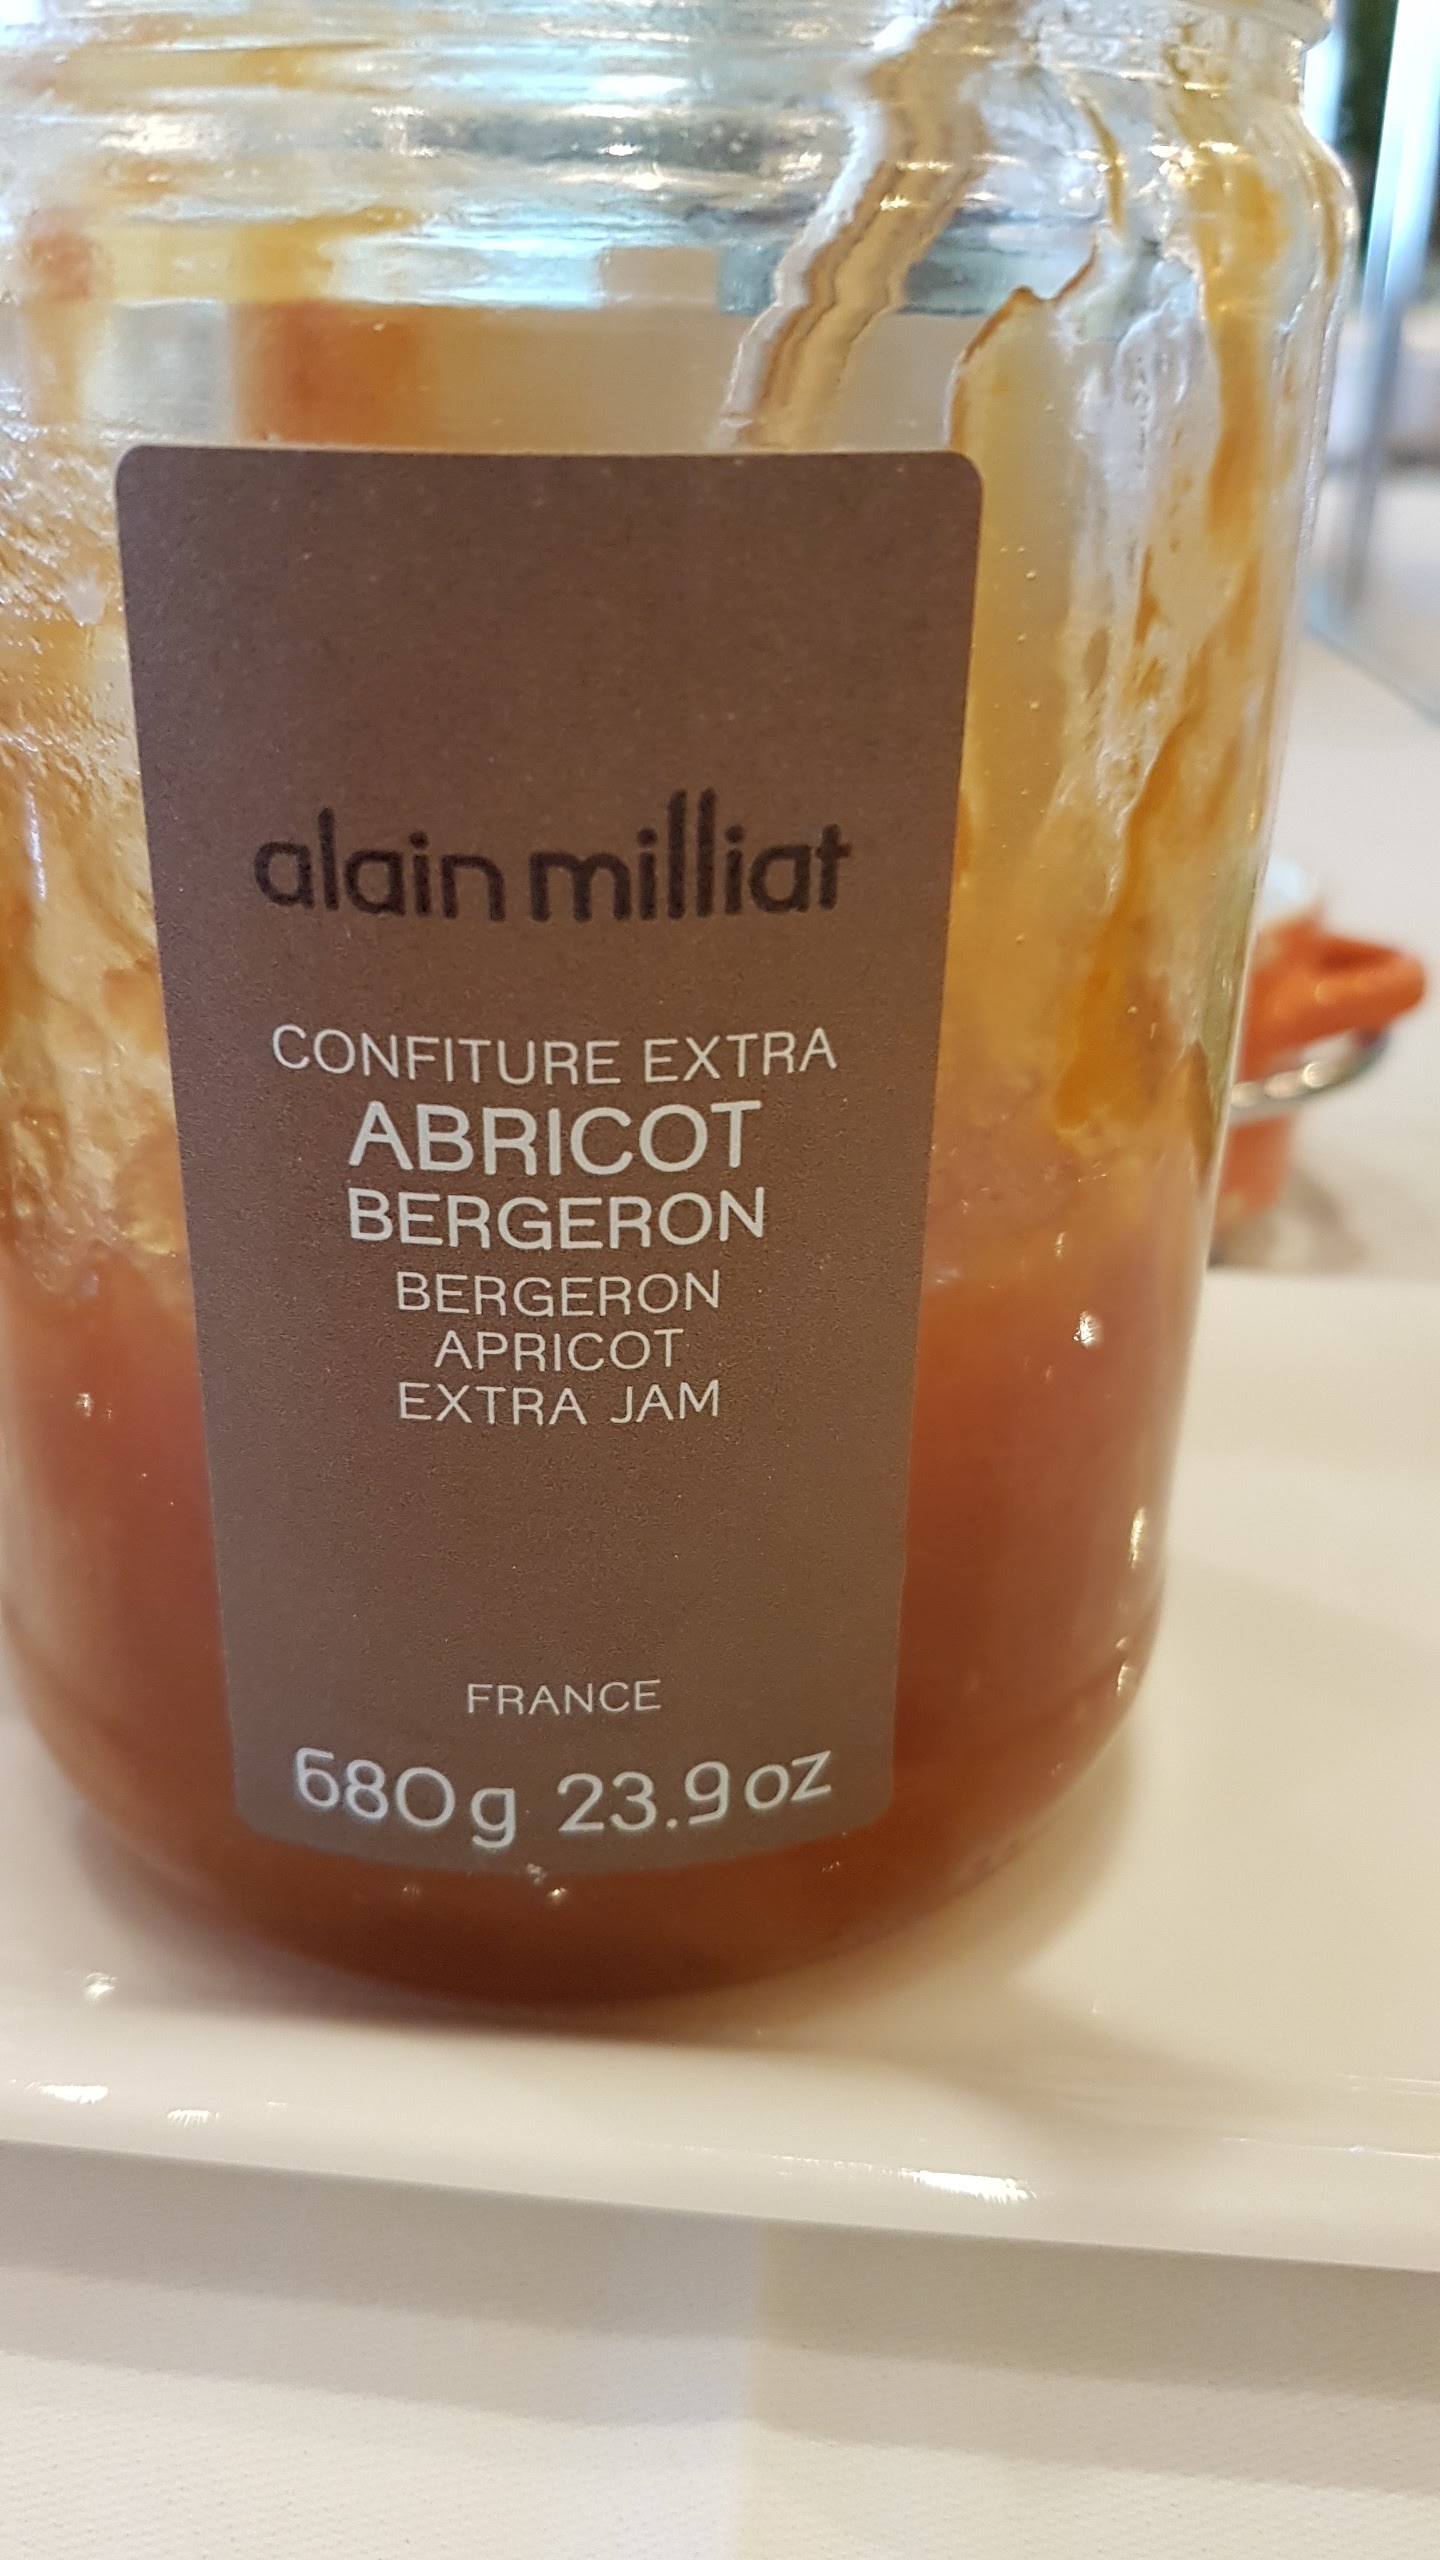 alain milliat
CONFITURE EXTRA
ABRICOT
BERGERON
BERGERON
APRICOT
EXTRA JAM
FRANCE
680g 23.9oz